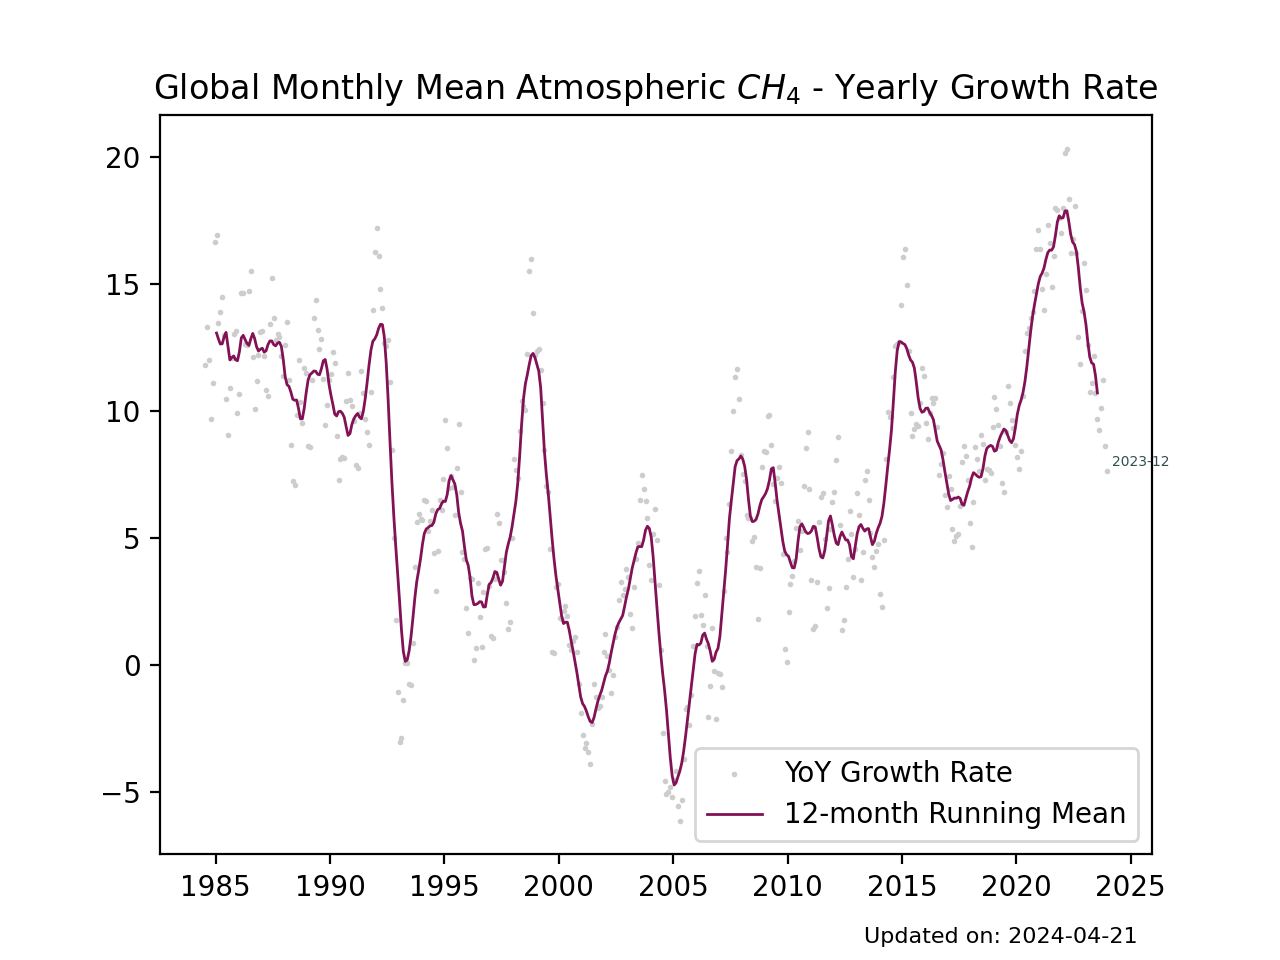 Global Monthly Mean Atmospheric CH₄ - Yearly Growth Rate
20
15
10
5
0
−5
2023-12
YoY Growth Rate
12-month Running Mean
1985 1990 1995 2000 2005 2010 2015 2020 2025
Updated on: 2024-04-21